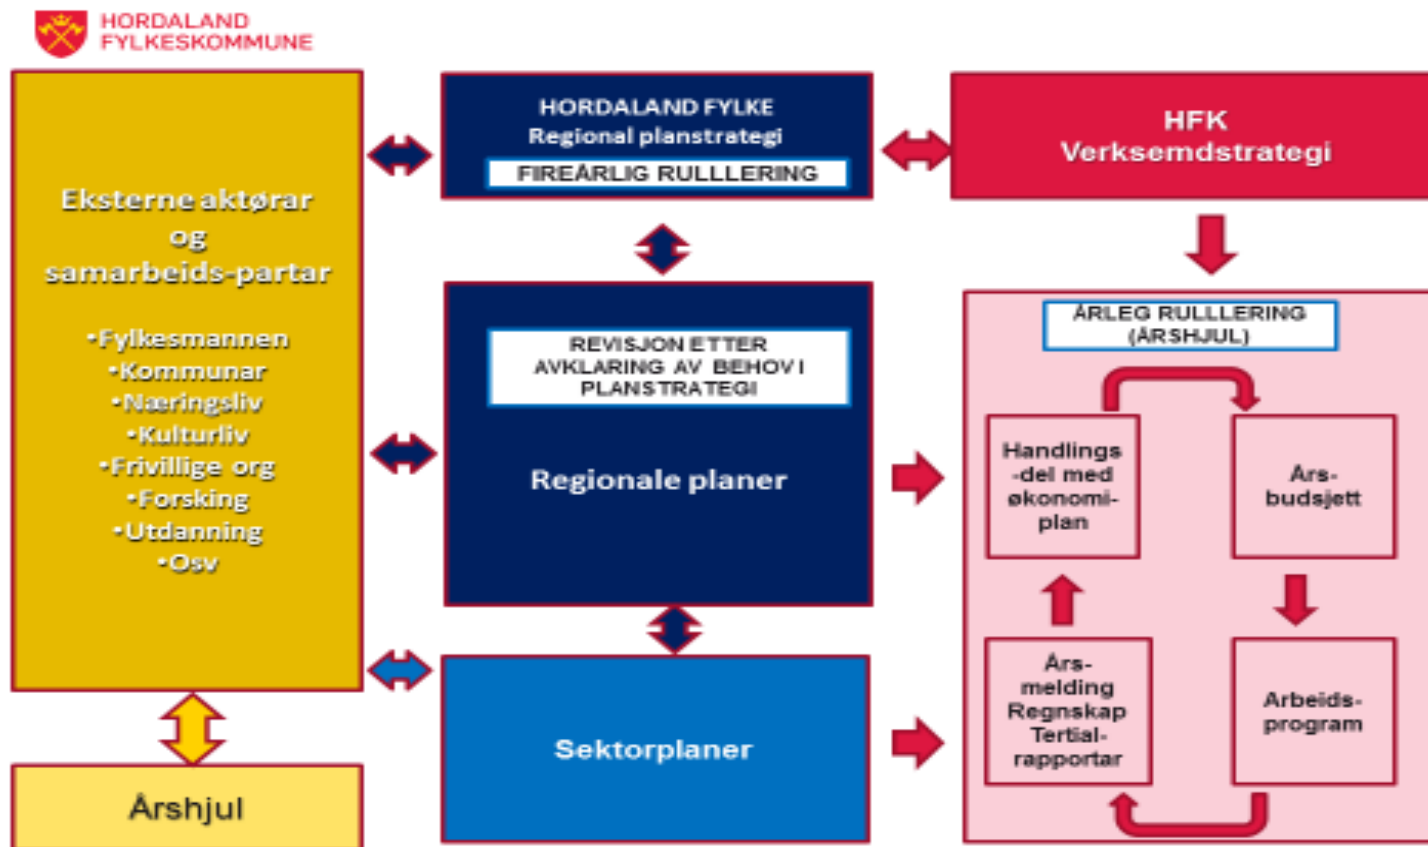 HORDALAND
FYLKESKOMMUNE
Eksterne aktørar
og
samarbeids-partar
•Fylkesmannen
•Kommunar
•Næringsliv
•Kulturliv
•Frivillige org
•Forsking
•Utdanning
•Osv
Årshjul
HORDALAND FYLKE
Regional planstrategi
FIREÅRLIG RULLLERING
REVISJON ETTER
AVKLARING AV BEHOV I
PLANSTRATEGI
Regionale planer
Sektorplaner
HFK
Verksemdstrategi
ÅRLEG RULLLERING
(ÅRSHJUL)
Handlings
-del med
økonomi-
plan
Års-
budsjett
Års-
melding
Regnskap
Tertial-
rapportar
Arbeids-
program